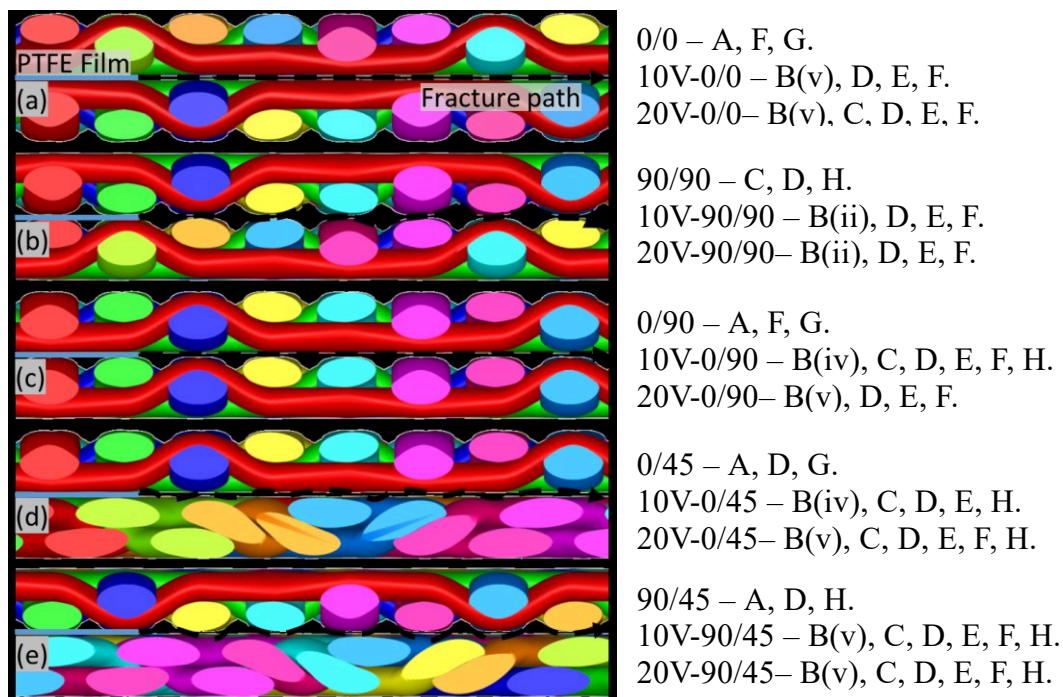 PTFE Film
(a)
Fracture path
(b)
(c)
(d)
(e)
0/0 – A, F, G.
10V-0/0 – B(v), D, E, F.
20V-0/0– B(v), C, D, E, F.
90/90 – C, D, H.
10V-90/90 – B(ii), D, E, F.
20V-90/90– B(ii), D, E, F.
0/90 – A, F, G.
10V-0/90 – B(iv), C, D, E, F, H.
20V-0/90– B(v), D, E, F.
0/45 – A, D, G.
10V-0/45 – B(iv), C, D, E, H.
20V-0/45– B(v), C, D, E, F, H.
90/45 – A, D, H.
10V-90/45 – B(v), C, D, E, F, H.
20V-90/45– B(v), C, D, E, F, H.